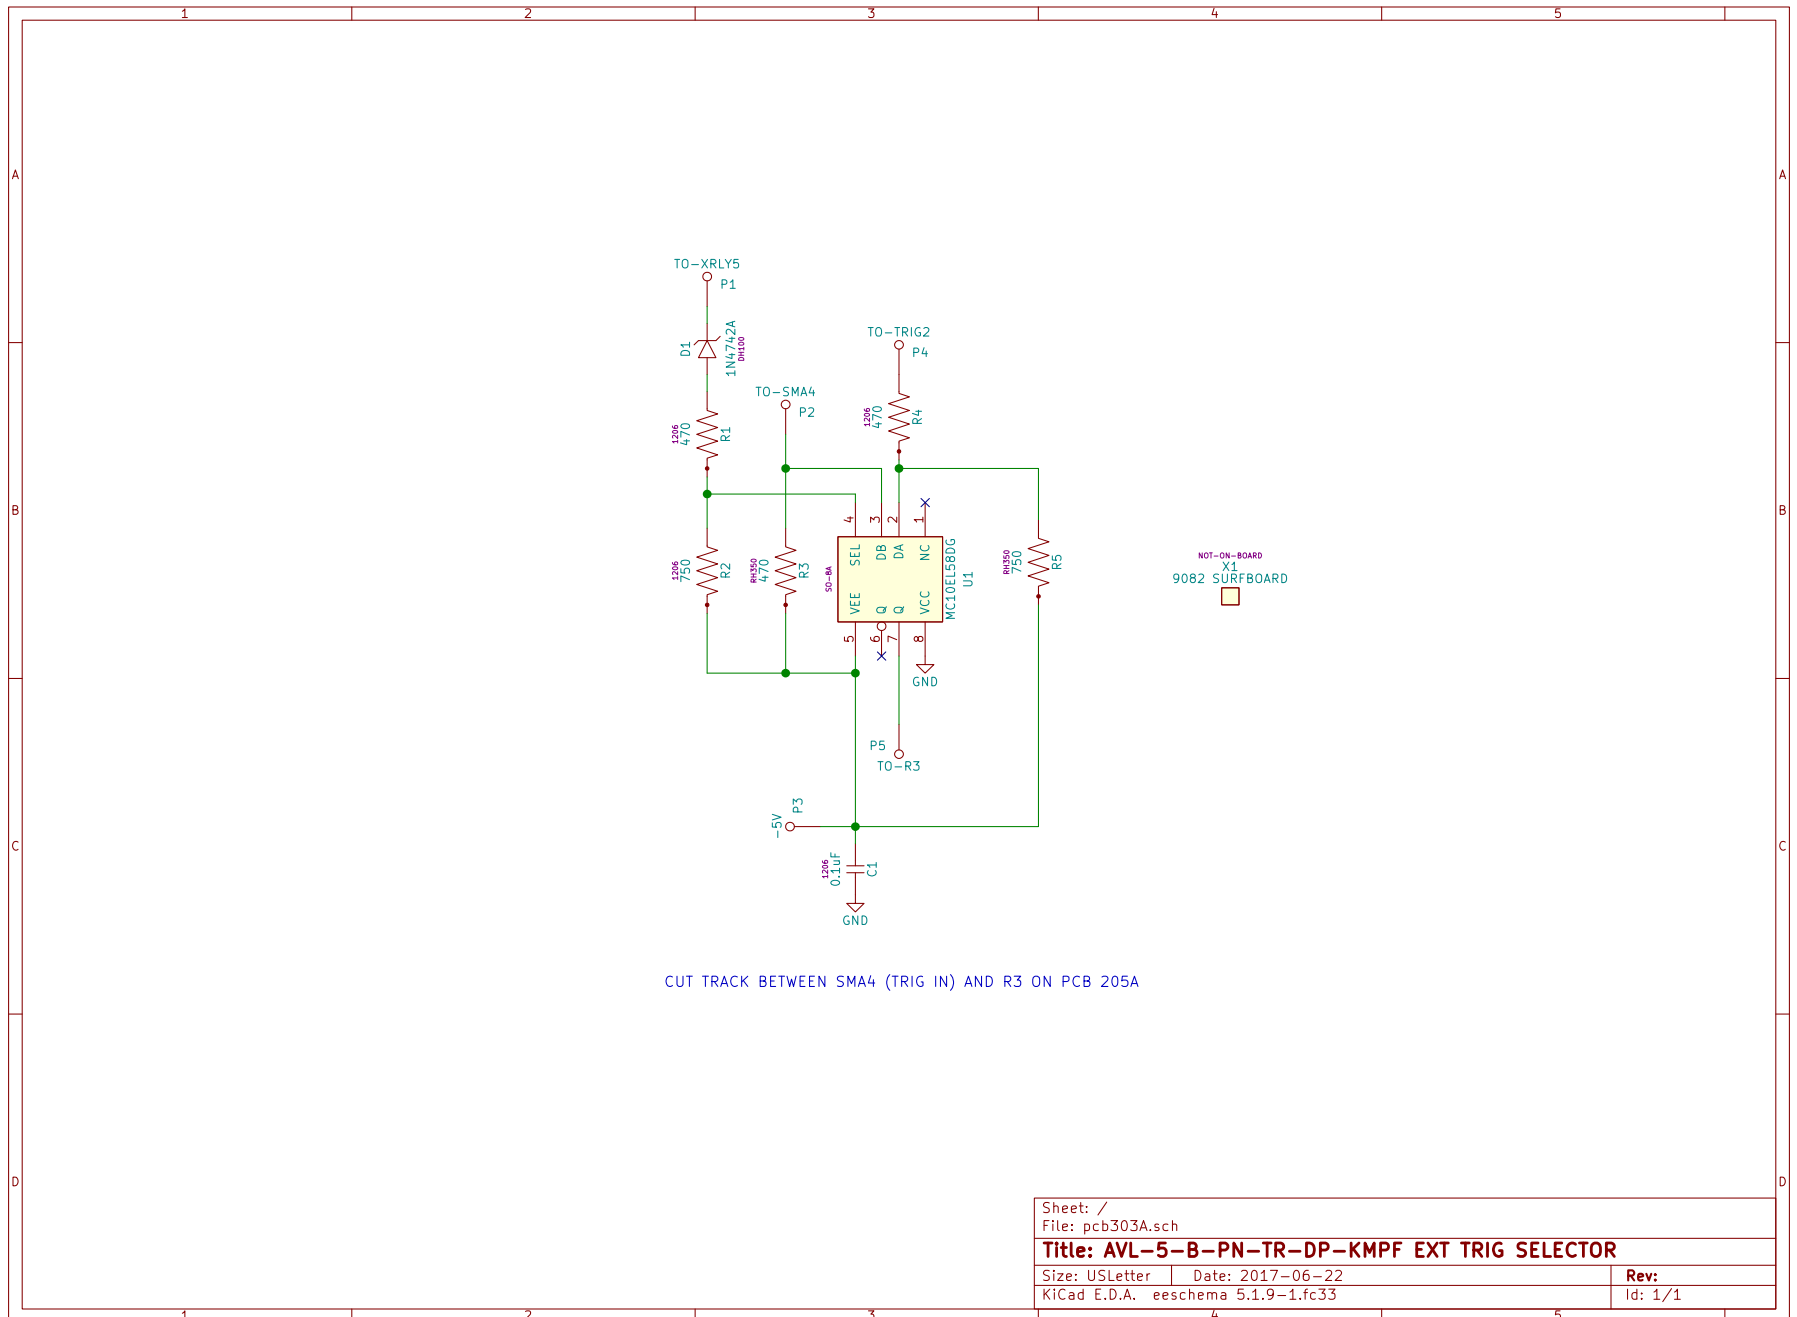 1 2 3 4 5
A A
TO-XRLY5
P1
D1
1N4742A
DH100
TO-TRIG2
P4
TO-SMA4
P2
1206
470
R1
1206
470
R4
B B
4 3 2 1
SEL DB DA NC
VEE Q Q VCC
5 6 7 8
SO-8A
MC10EL58DG
U1
1206
750
R2
RH350
470
R3
RH350
750
R5
NOT-ON-BOARD
X1
9082 SURFBOARD
GND
P5
TO-R3
P3
-5V
C C
1206
0.1uF
C1
GND
CUT TRACK BETWEEN SMA4 (TRIG IN) AND R3 ON PCB 205A
D D
Sheet: /
File: pcb303A.sch
Title: AVL-5-B-PN-TR-DP-KMPF EXT TRIG SELECTOR
Size: USLetter Date: 2017-06-22 Rev:
KiCad E.D.A. eeschema 5.1.9-1.fc33 Id: 1/1
1 2 3 4 5